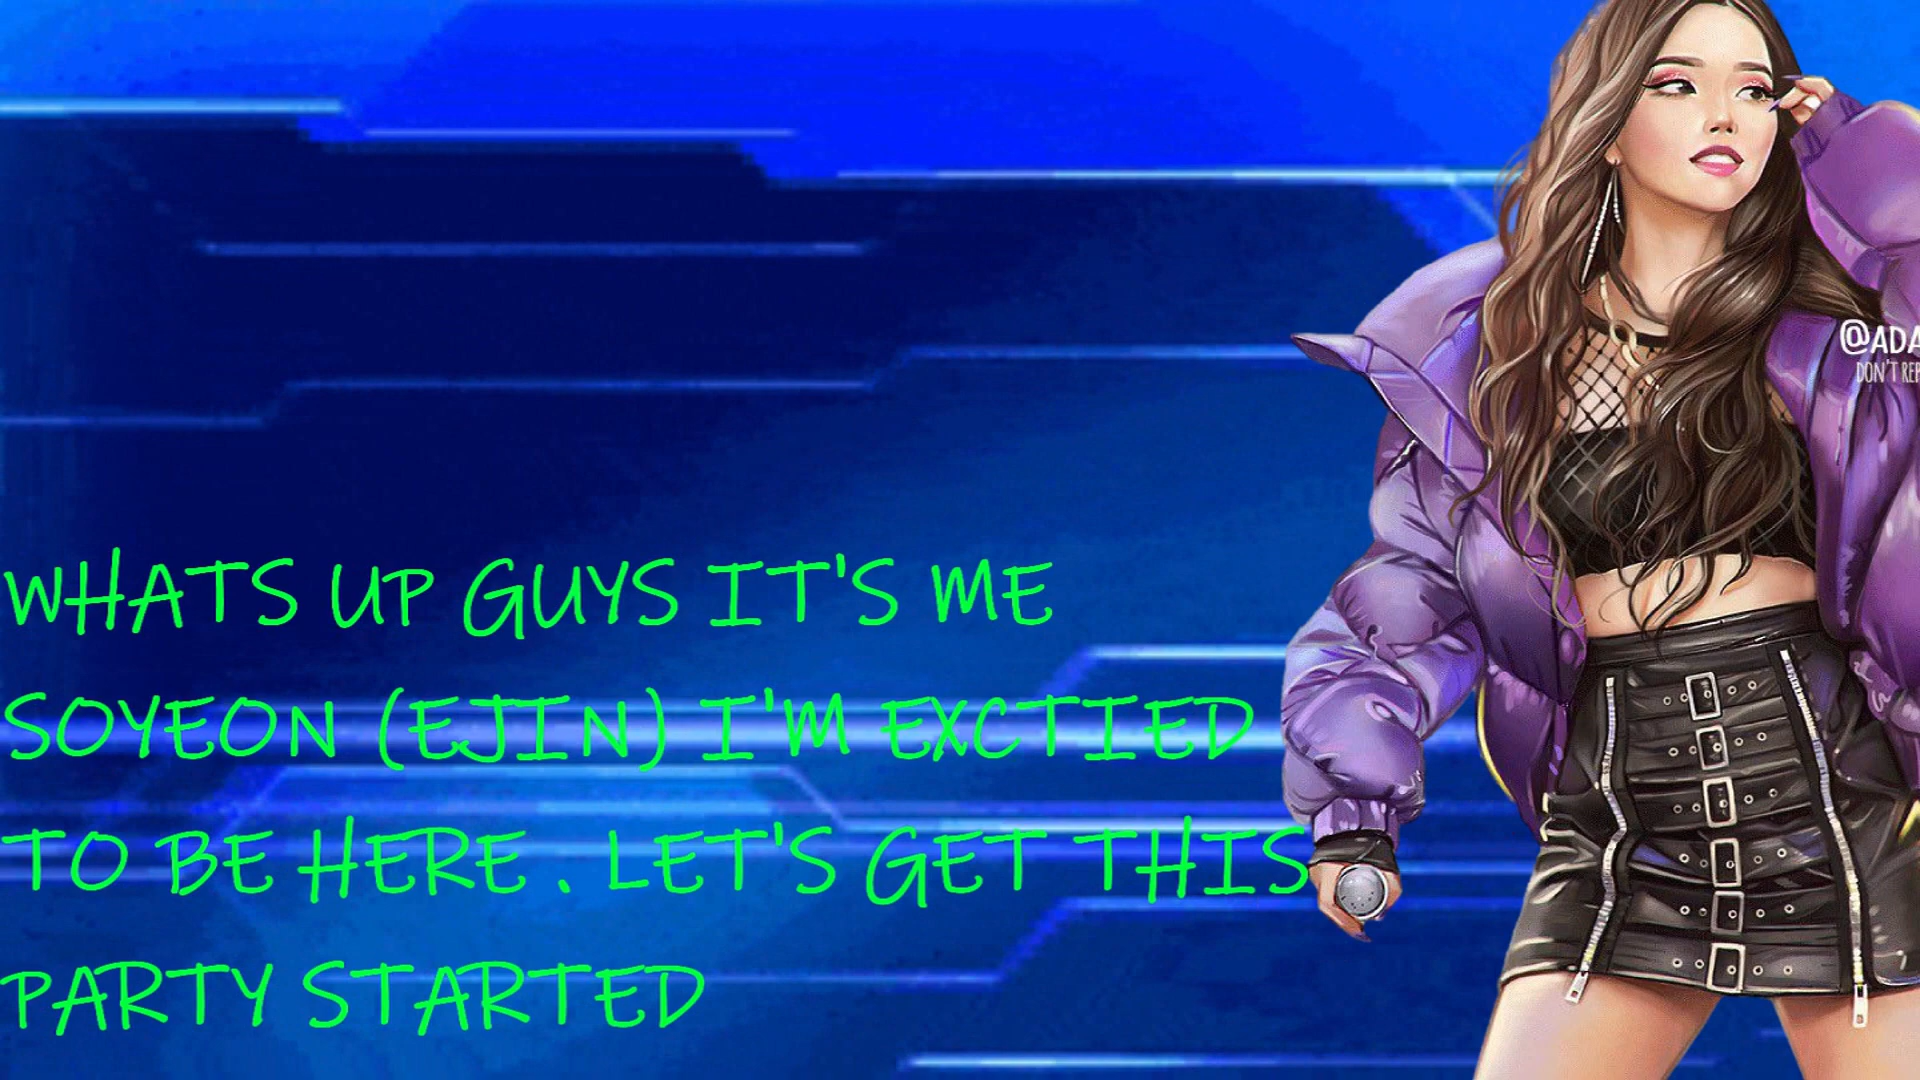 WHATS UP GUYS IT'S ME
SOYEON (EJIN) I'M EXCTIED
TO BE HERE . LET'S GET THIS
PARTY STARTED
@ADA
DON'T REP